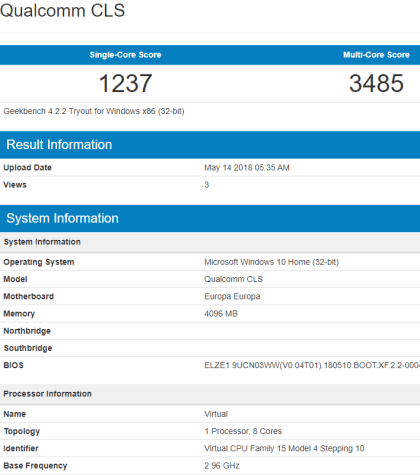 Qualcomm CLS
Single-Core Score Multi-Core Score
1237 3485
Geekbench 4.2.2 Tryout for Windows x86 (32-bit)
Result Information
Upload Date May 14 2018 05:35 AM
Views 3
System Information
System Information
Operating System Microsoft Windows 10 Home (32-bit)
Model Qualcomm CLS
Motherboard Europa Europa
Memory 4096 MB
Northbridge
Southbridge
BIOS ELZE1 9UCN03WW(V0.04T01).180510.BOOT.XF.2.2-000
Processor Information
Name Virtual
Topology 1 Processor, 8 Cores
Identifier Virtual CPU Family 15 Model 4 Stepping 10
Base Frequency 2.96 GHz